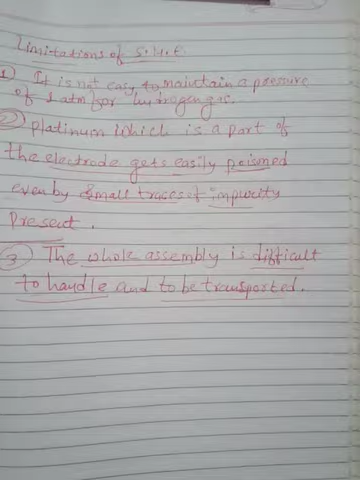 Limitations of S.H.E.
① It is not easy to maintain a pressure
of 1 atm for hydrogen gas.
② Platinum which is a part of
the electrode gets easily poisned
even by small traces of impurity
Present.
③ The whole assembly is difficult
to handle and to be transported.